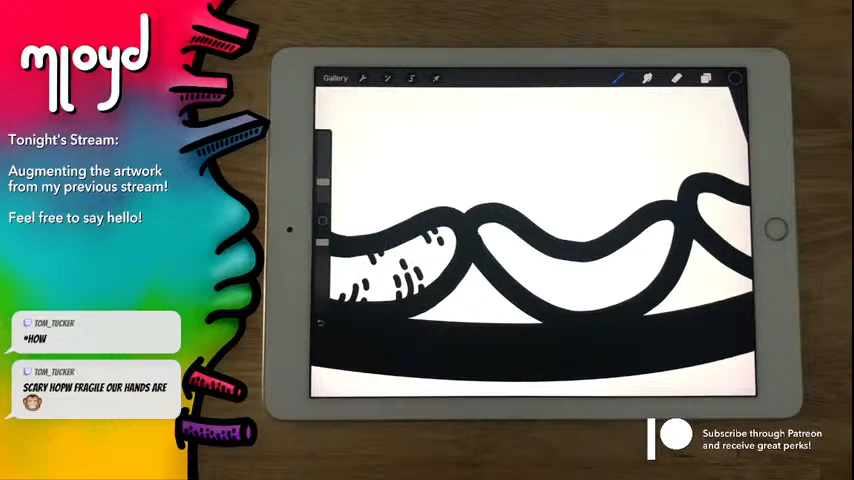 mloyd
Tonight's Stream:
Augmenting the artwork
from my previous stream!
Feel free to say hello!
TOM_TUCKER
*HOW
TOM_TUCKER
SCARY HOPW FRAGILE OUR HANDS ARE
Gallery
Subscribe through Patreon
and receive great perks!